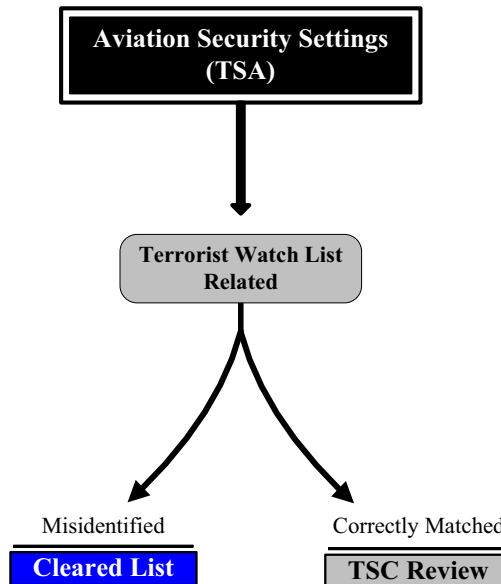 Aviation Security Settings
(TSA)
Terrorist Watch List
Related
Misidentified
Correctly Matched
Cleared List
TSC Review